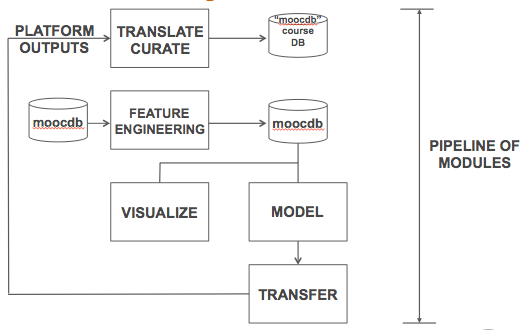 PLATFORM
OUTPUTS
TRANSLATE
CURATE
"moocdb"
course
DB
moocdb
FEATURE
ENGINEERING
moocdb
PIPELINE OF
MODULES
VISUALIZE
MODEL
TRANSFER